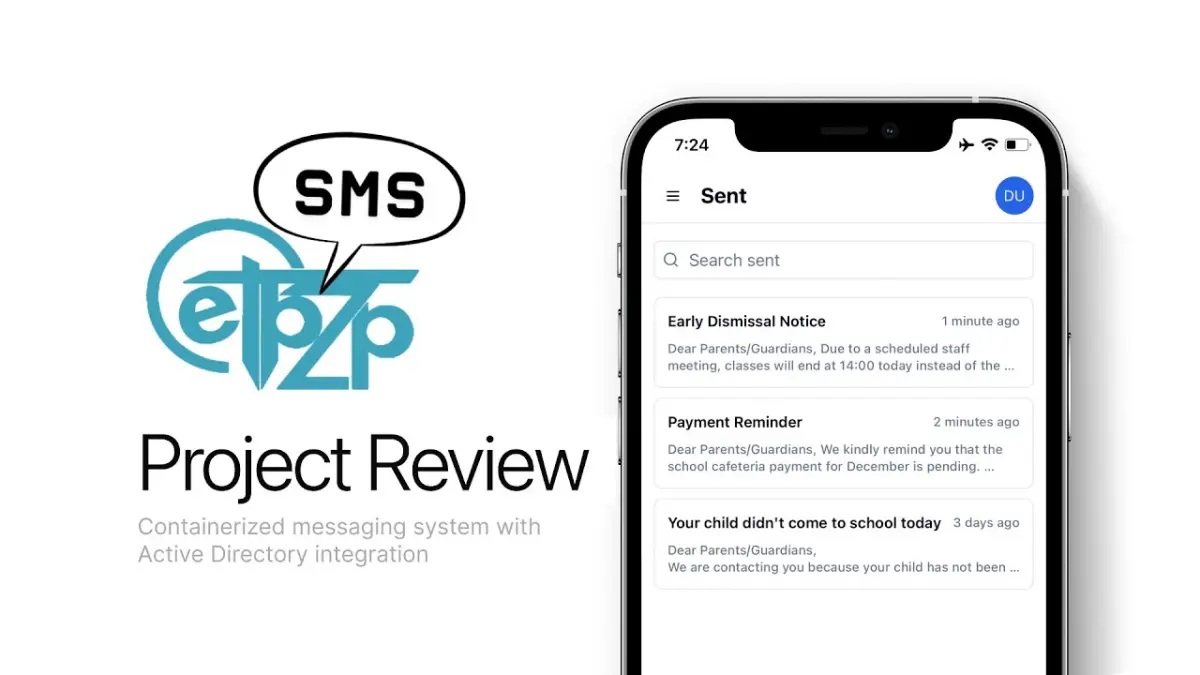 SMS
etpzp
Project Review
Containerized messaging system with
Active Directory integration
7:24
Sent
DU
Search sent
Early Dismissal Notice 1 minute ago
Dear Parents/Guardians, Due to a scheduled staff
meeting, classes will end at 14:00 today instead of the ...
Payment Reminder 2 minutes ago
Dear Parents/Guardians, We kindly remind you that the
school cafeteria payment for December is pending. ...
Your child didn't come to school today 3 days ago
Dear Parents/Guardians,
We are contacting you because your child has not been ...